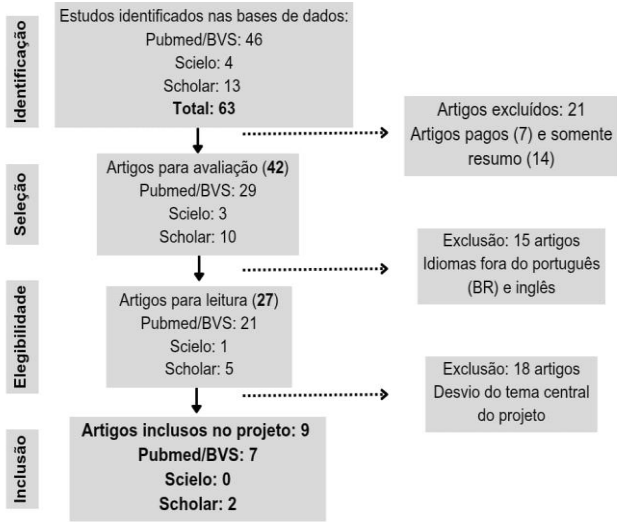 Identificação
Estudos identificados nas bases de dados:
Pubmed/BVS: 46
Scielo: 4
Scholar: 13
Total: 63
Artigos excluídos: 21
Artigos pagos (7) e somente
resumo (14)
Seleção
Artigos para avaliação (42)
Pubmed/BVS: 29
Scielo: 3
Scholar: 10
Exclusão: 15 artigos
Idiomas fora do português
(BR) e inglês
Elegibilidade
Artigos para leitura (27)
Pubmed/BVS: 21
Scielo: 1
Scholar: 5
Exclusão: 18 artigos
Desvio do tema central
do projeto
Inclusão
Artigos inclusos no projeto: 9
Pubmed/BVS: 7
Scielo: 0
Scholar: 2